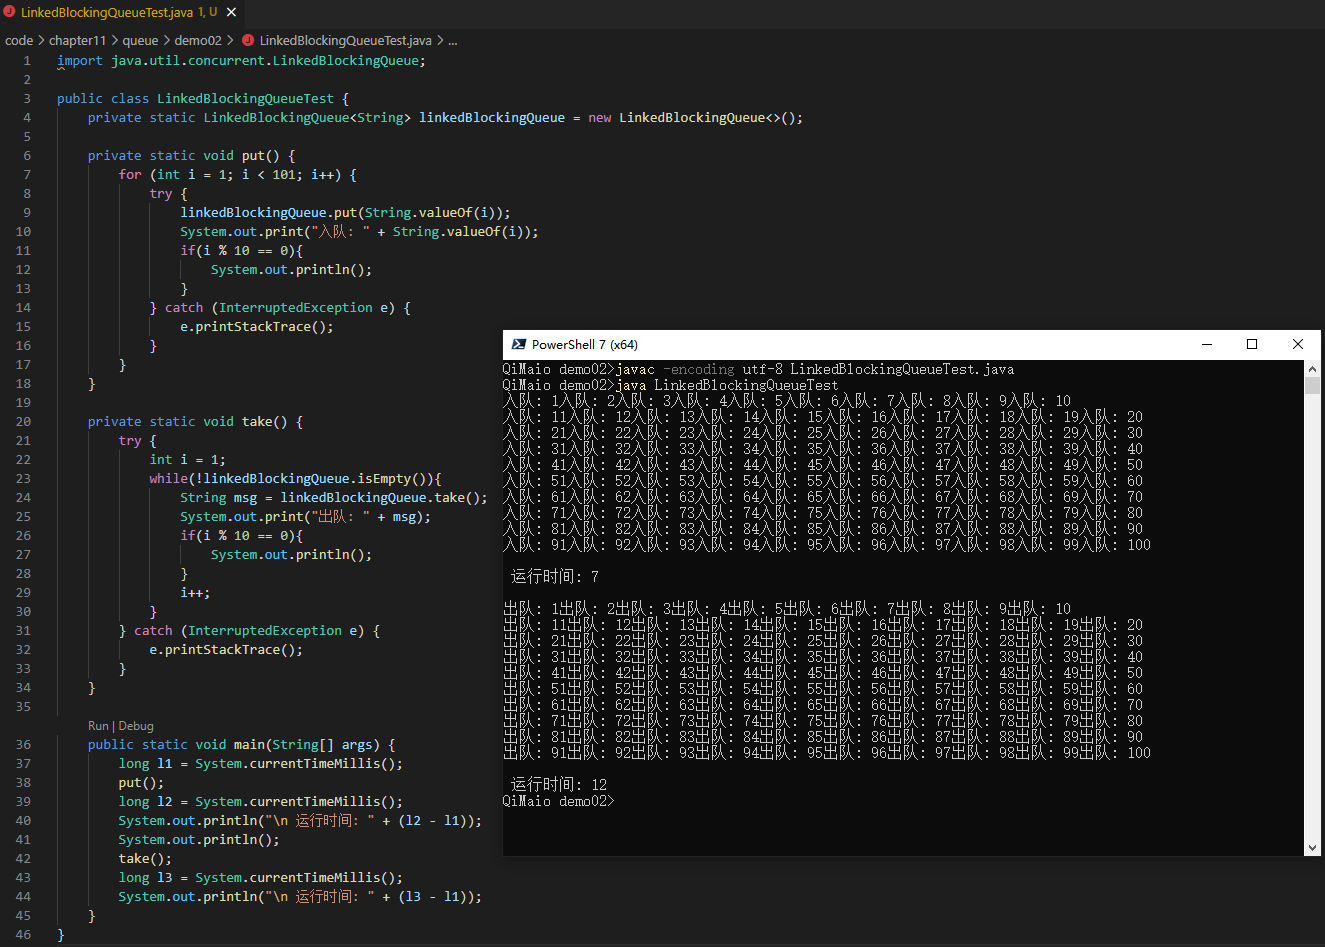 LinkedBlockingQueueTest.java 1, U
code > chapter11 > queue > demo02 > LinkedBlockingQueueTest.java > ...
1 import java.util.concurrent.LinkedBlockingQueue;
2
3 public class LinkedBlockingQueueTest {
4 private static LinkedBlockingQueue<String> linkedBlockingQueue = new LinkedBlockingQueue<>();
5
6 private static void put() {
7 for (int i = 1; i < 101; i++) {
8 try {
9 linkedBlockingQueue.put(String.valueOf(i));
10 System.out.print("入队: " + String.valueOf(i));
11 if(i % 10 == 0){
12 System.out.println();
13 }
14 } catch (InterruptedException e) {
15 e.printStackTrace();
16 }
17 }
18 }
19
20 private static void take() {
21 try {
22 int i = 1;
23 while(!linkedBlockingQueue.isEmpty()){
24 String msg = linkedBlockingQueue.take();
25 System.out.print("出队: " + msg);
26 if(i % 10 == 0){
27 System.out.println();
28 }
29 i++;
30 }
31 } catch (InterruptedException e) {
32 e.printStackTrace();
33 }
34 }
35
Run | Debug
36 public static void main(String[] args) {
37 long l1 = System.currentTimeMillis();
38 put();
39 long l2 = System.currentTimeMillis();
40 System.out.println("\n 运行时间: " + (l2 - l1));
41 System.out.println();
42 take();
43 long l3 = System.currentTimeMillis();
44 System.out.println("\n 运行时间: " + (l3 - l1));
45 }
46 }
PowerShell 7 (x64)
QiMaio demo02>javac -encoding utf-8 LinkedBlockingQueueTest.java
QiMaio demo02>java LinkedBlockingQueueTest
入队: 1入队: 2入队: 3入队: 4入队: 5入队: 6入队: 7入队: 8入队: 9入队: 10
入队: 11入队: 12入队: 13入队: 14入队: 15入队: 16入队: 17入队: 18入队: 19入队: 20
入队: 21入队: 22入队: 23入队: 24入队: 25入队: 26入队: 27入队: 28入队: 29入队: 30
入队: 31入队: 32入队: 33入队: 34入队: 35入队: 36入队: 37入队: 38入队: 39入队: 40
入队: 41入队: 42入队: 43入队: 44入队: 45入队: 46入队: 47入队: 48入队: 49入队: 50
入队: 51入队: 52入队: 53入队: 54入队: 55入队: 56入队: 57入队: 58入队: 59入队: 60
入队: 61入队: 62入队: 63入队: 64入队: 65入队: 66入队: 67入队: 68入队: 69入队: 70
入队: 71入队: 72入队: 73入队: 74入队: 75入队: 76入队: 77入队: 78入队: 79入队: 80
入队: 81入队: 82入队: 83入队: 84入队: 85入队: 86入队: 87入队: 88入队: 89入队: 90
入队: 91入队: 92入队: 93入队: 94入队: 95入队: 96入队: 97入队: 98入队: 99入队: 100
运行时间: 7
出队: 1出队: 2出队: 3出队: 4出队: 5出队: 6出队: 7出队: 8出队: 9出队: 10
出队: 11出队: 12出队: 13出队: 14出队: 15出队: 16出队: 17出队: 18出队: 19出队: 20
出队: 21出队: 22出队: 23出队: 24出队: 25出队: 26出队: 27出队: 28出队: 29出队: 30
出队: 31出队: 32出队: 33出队: 34出队: 35出队: 36出队: 37出队: 38出队: 39出队: 40
出队: 41出队: 42出队: 43出队: 44出队: 45出队: 46出队: 47出队: 48出队: 49出队: 50
出队: 51出队: 52出队: 53出队: 54出队: 55出队: 56出队: 57出队: 58出队: 59出队: 60
出队: 61出队: 62出队: 63出队: 64出队: 65出队: 66出队: 67出队: 68出队: 69出队: 70
出队: 71出队: 72出队: 73出队: 74出队: 75出队: 76出队: 77出队: 78出队: 79出队: 80
出队: 81出队: 82出队: 83出队: 84出队: 85出队: 86出队: 87出队: 88出队: 89出队: 90
出队: 91出队: 92出队: 93出队: 94出队: 95出队: 96出队: 97出队: 98出队: 99出队: 100
运行时间: 12
QiMaio demo02>